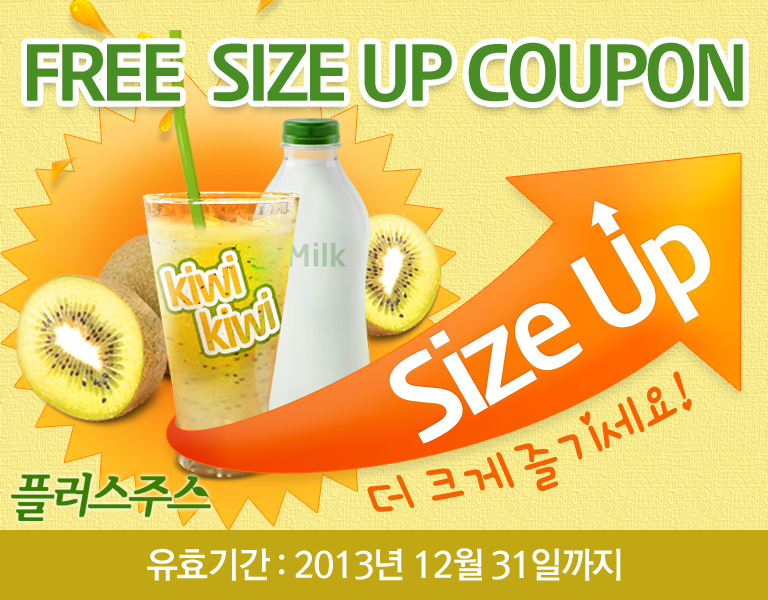 FREE SIZE UP COUPON
Milk
kiwi
kiwi
Size Up
더 크게 즐기세요!
플러스주스
유효기간 : 2013년 12월 31일까지